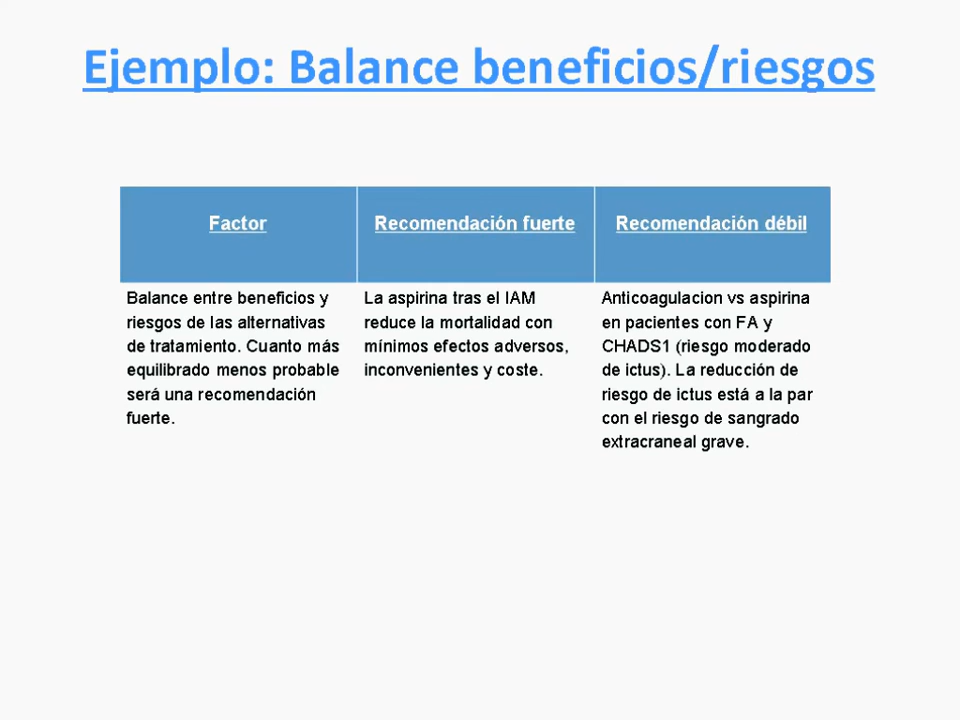 Ejemplo: Balance beneficios/riesgos
Factor
Recomendación fuerte
Recomendación débil
Balance entre beneficios y
riesgos de las alternativas
de tratamiento. Cuanto más
equilibrado menos probable
será una recomendación
fuerte.
La aspirina tras el IAM
reduce la mortalidad con
mínimos efectos adversos,
inconvenientes y coste.
Anticoagulacion vs aspirina
en pacientes con FA y
CHADS1 (riesgo moderado
de ictus). La reducción de
riesgo de ictus está a la par
con el riesgo de sangrado
extracraneal grave.